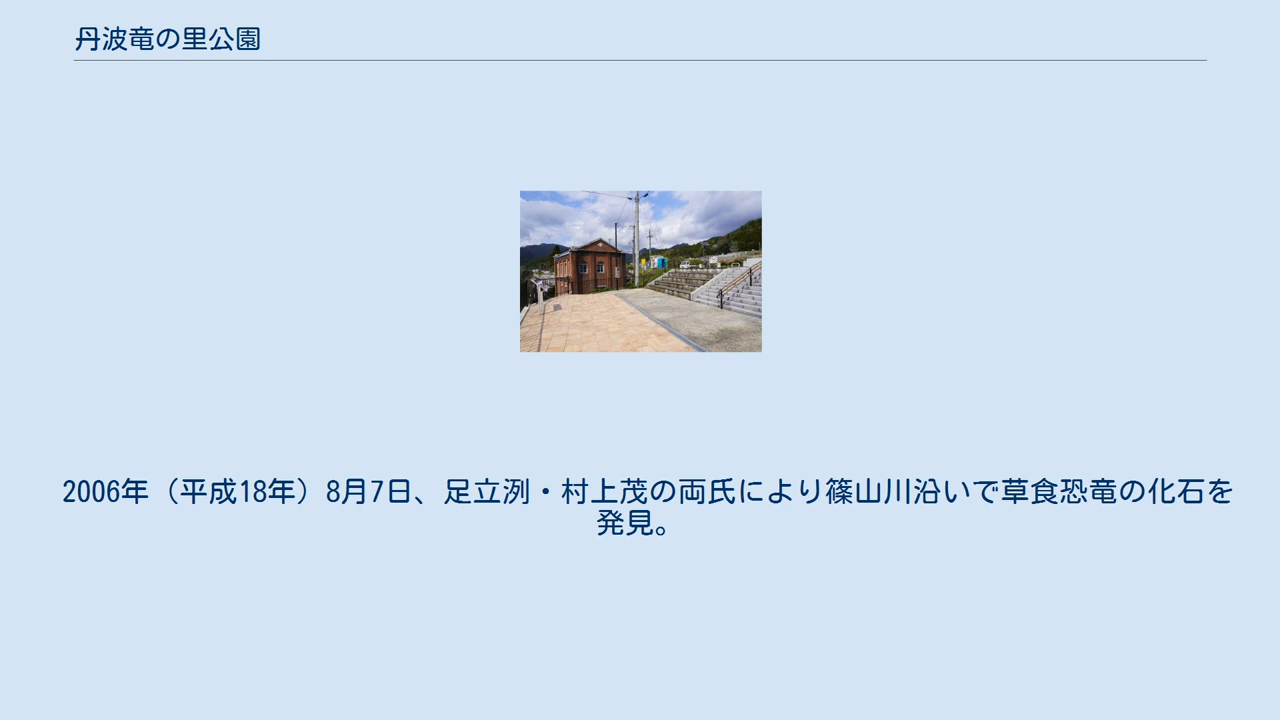 丹波竜の里公園
2006年（平成18年）8月7日、足立洌・村上茂の両氏により篠山川沿いで草食恐竜の化石を
発見。